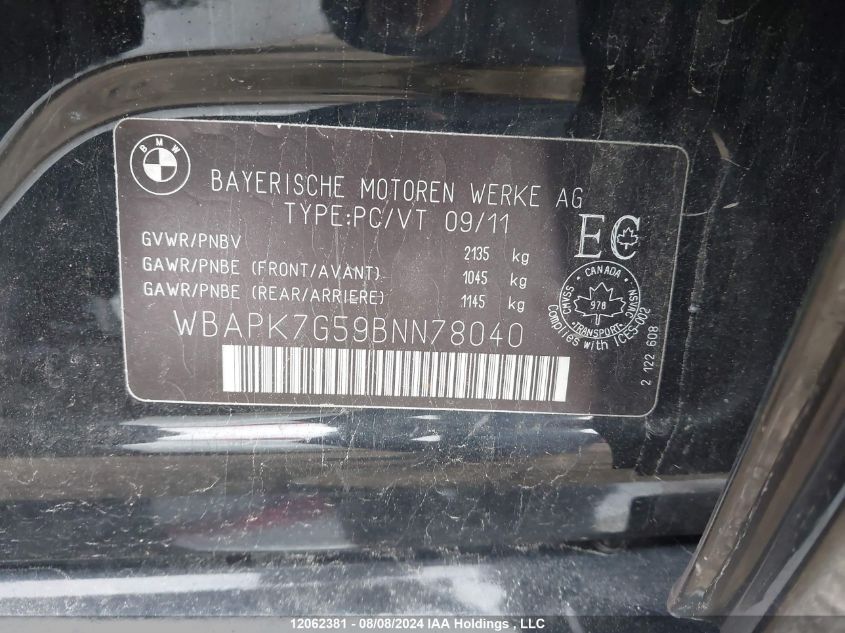 BMW
BAYERISCHE MOTOREN WERKE AG
TYPE:PC/VT 09/11
GVWR/PNBV 2135 kg
GAWR/PNBE (FRONT/AVANT) 1045 kg
GAWR/PNBE (REAR/ARRIERE) 1145 kg
WBAPK7G59BNN78040
EC
CANADA
CMVSS
NSVAC
978
TRANSPORT
Complies with ICES-002
2 122 608
12062381 - 08/08/2024 IAA Holdings , LLC